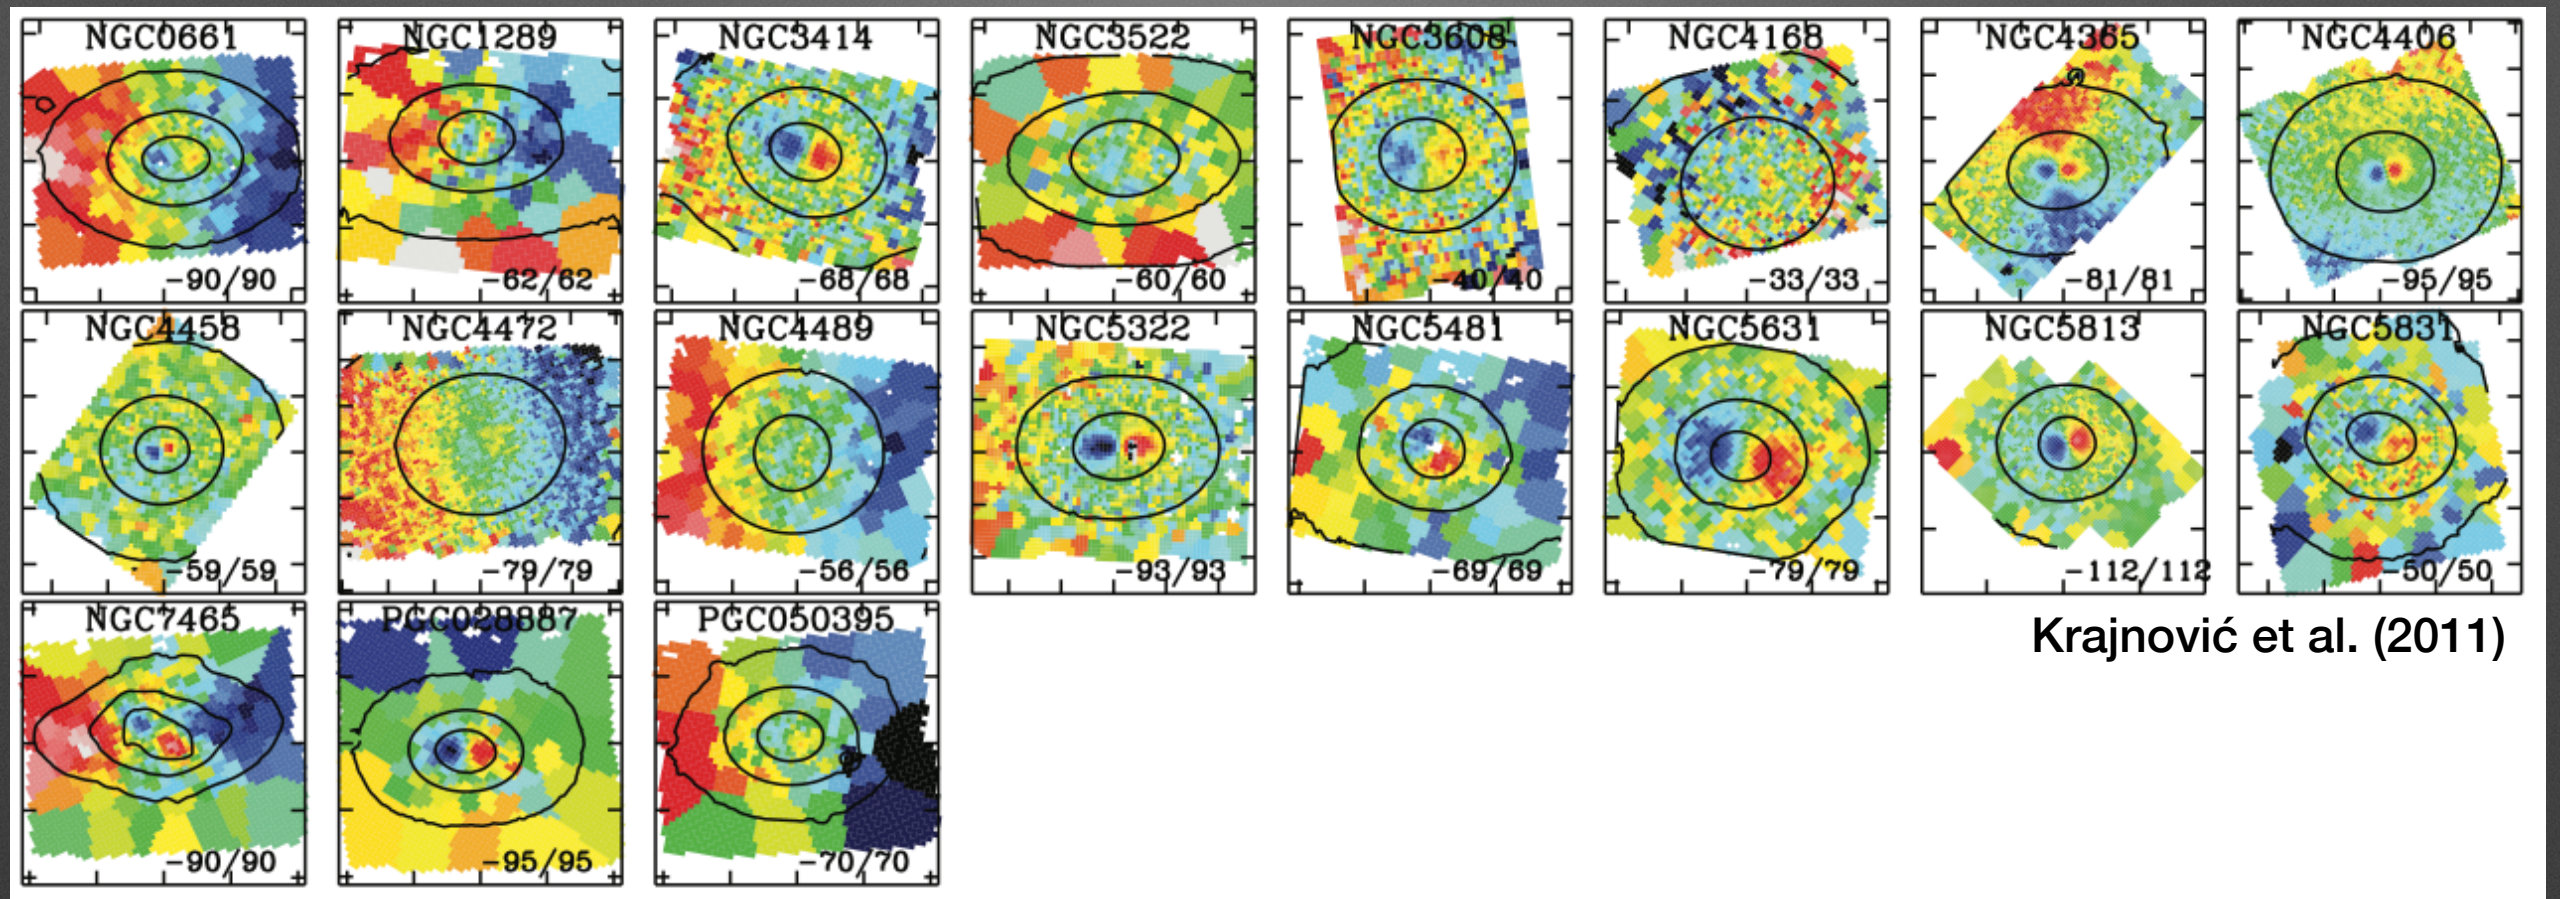 NGC0661 NGC1289 NGC3414 NGC3522 NGC3608 NGC4168 NGC4365 NGC4406
-90/90 -62/62 -68/68 -60/60 -40/40 -33/33 -81/81 -95/95
NGC4458 NGC4472 NGC4489 NGC5322 NGC5481 NGC5631 NGC5813 NGC5831
-59/59 -79/79 -56/56 -93/93 -69/69 -79/79 -112/112 -50/50
NGC7465 PGC028887 PGC050395
Krajnović et al. (2011)
-90/90 -95/95 -70/70